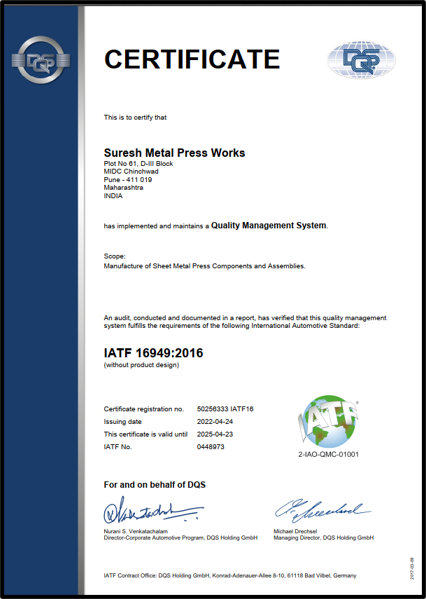 DQS
CERTIFICATE
DQS
This is to certify that
Suresh Metal Press Works
Plot No 61, D-III Block
MIDC Chinchwad
Pune - 411 019
Maharashtra
INDIA
has implemented and maintains a Quality Management System.
Scope:
Manufacture of Sheet Metal Press Components and Assemblies.
An audit, conducted and documented in a report, has verified that this quality management
system fulfills the requirements of the following International Automotive Standard:
IATF 16949:2016
(without product design)
Certificate registration no. 50256333 IATF16
Issuing date 2022-04-24
This certificate is valid until 2025-04-23
IATF No. 0448973
IATF
2-IAO-QMC-01001
For and on behalf of DQS
Nurani S. Venkatachalam
Director-Corporate Automotive Program, DQS Holding GmbH
Michael Drechsel
Managing Director, DQS Holding GmbH
IATF Contract Office: DQS Holding GmbH, Konrad-Adenauer-Allee 8-10, 61118 Bad Vilbel, Germany